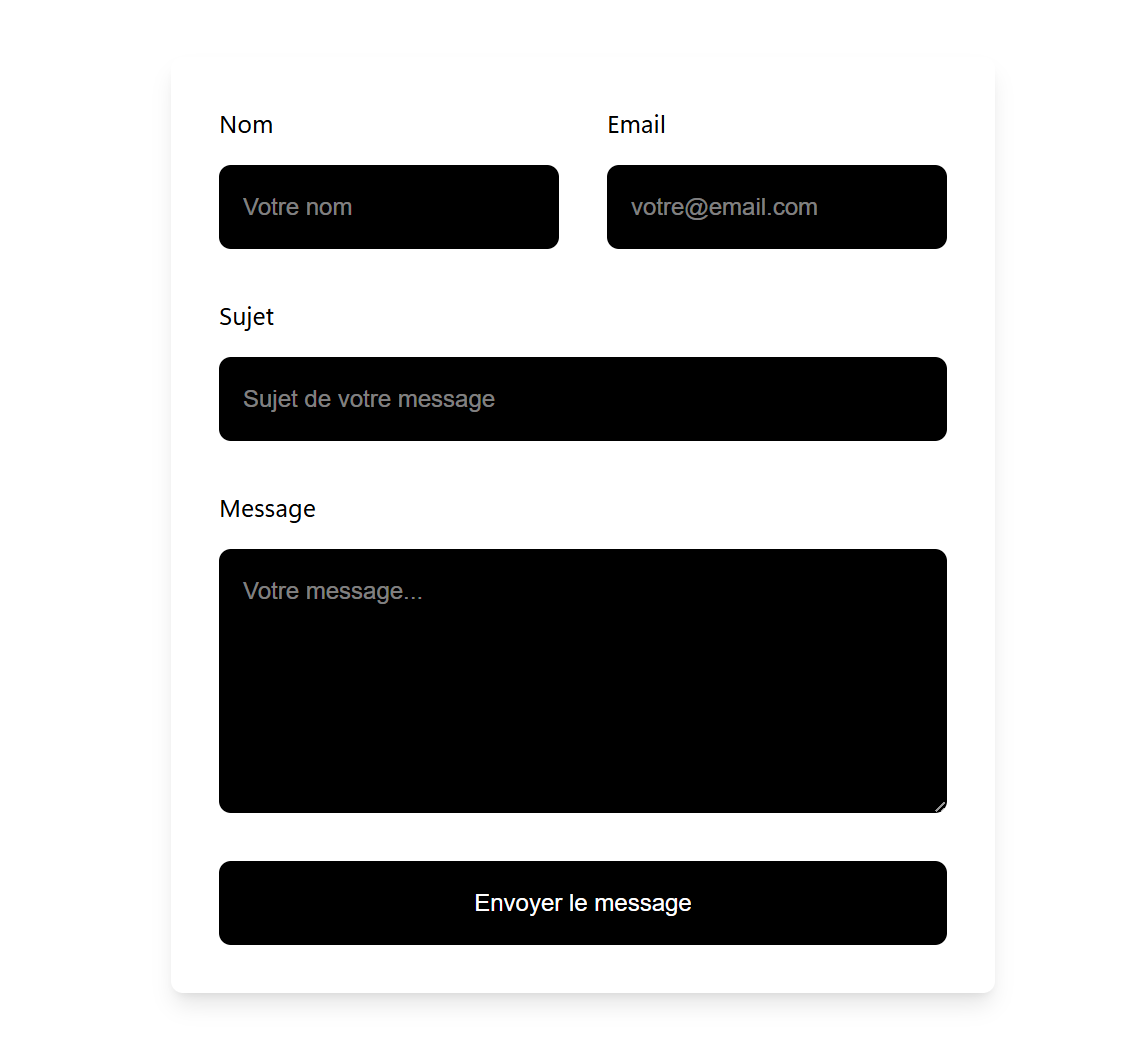 Nom
Email
Votre nom
votre@email.com
Sujet
Sujet de votre message
Message
Votre message...
Envoyer le message